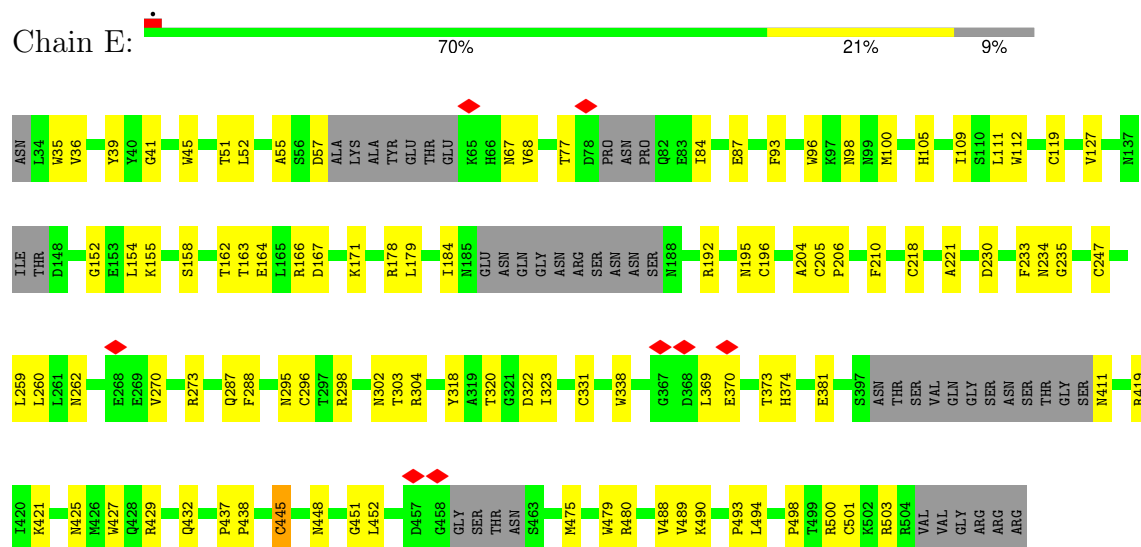 Chain E:
70% 21% 9%
ASN L34 W35 V36 Y39 Y40 G41 W45 T51 L52 A55 S56 D57 ALA LYS ALA TYR GLU THR GLU K65 H66 N67 V68 T77 D78 PRO ASN PRO Q82 E83 I84 E87 F93 W96 K97 N98 N99 M100 H105 I109 S110 L111 W112 C119 V127 N137
ILE THR D148 G152 E153 L154 K155 S158 T162 T163 E164 L165 R166 D167 K171 R178 L179 I184 N185 GLU ASN GLN GLY ASN ARG SER ASN ASN SER N188 R192 N195 C196 A204 C205 P206 F210 C218 A221 D230 F233 N234 G235 C247
L259 L260 L261 N262 E268 E269 V270 R273 Q287 F288 N295 C296 T297 R298 N302 T303 R304 Y318 A319 T320 G321 D322 I323 C331 W338 G367 D368 L369 E370 T373 H374 E381 S397 ASN THR SER VAL GLN GLY SER ASN SER THR GLY SER N411 R419
I420 K421 N425 M426 W427 Q428 R429 Q432 P437 P438 C445 N448 G451 L452 D457 G458 GLY SER THR ASN S463 M475 W479 R480 V488 V489 K490 P493 L494 P498 T499 R500 C501 K502 R503 R504 VAL VAL GLY ARG ARG ARG